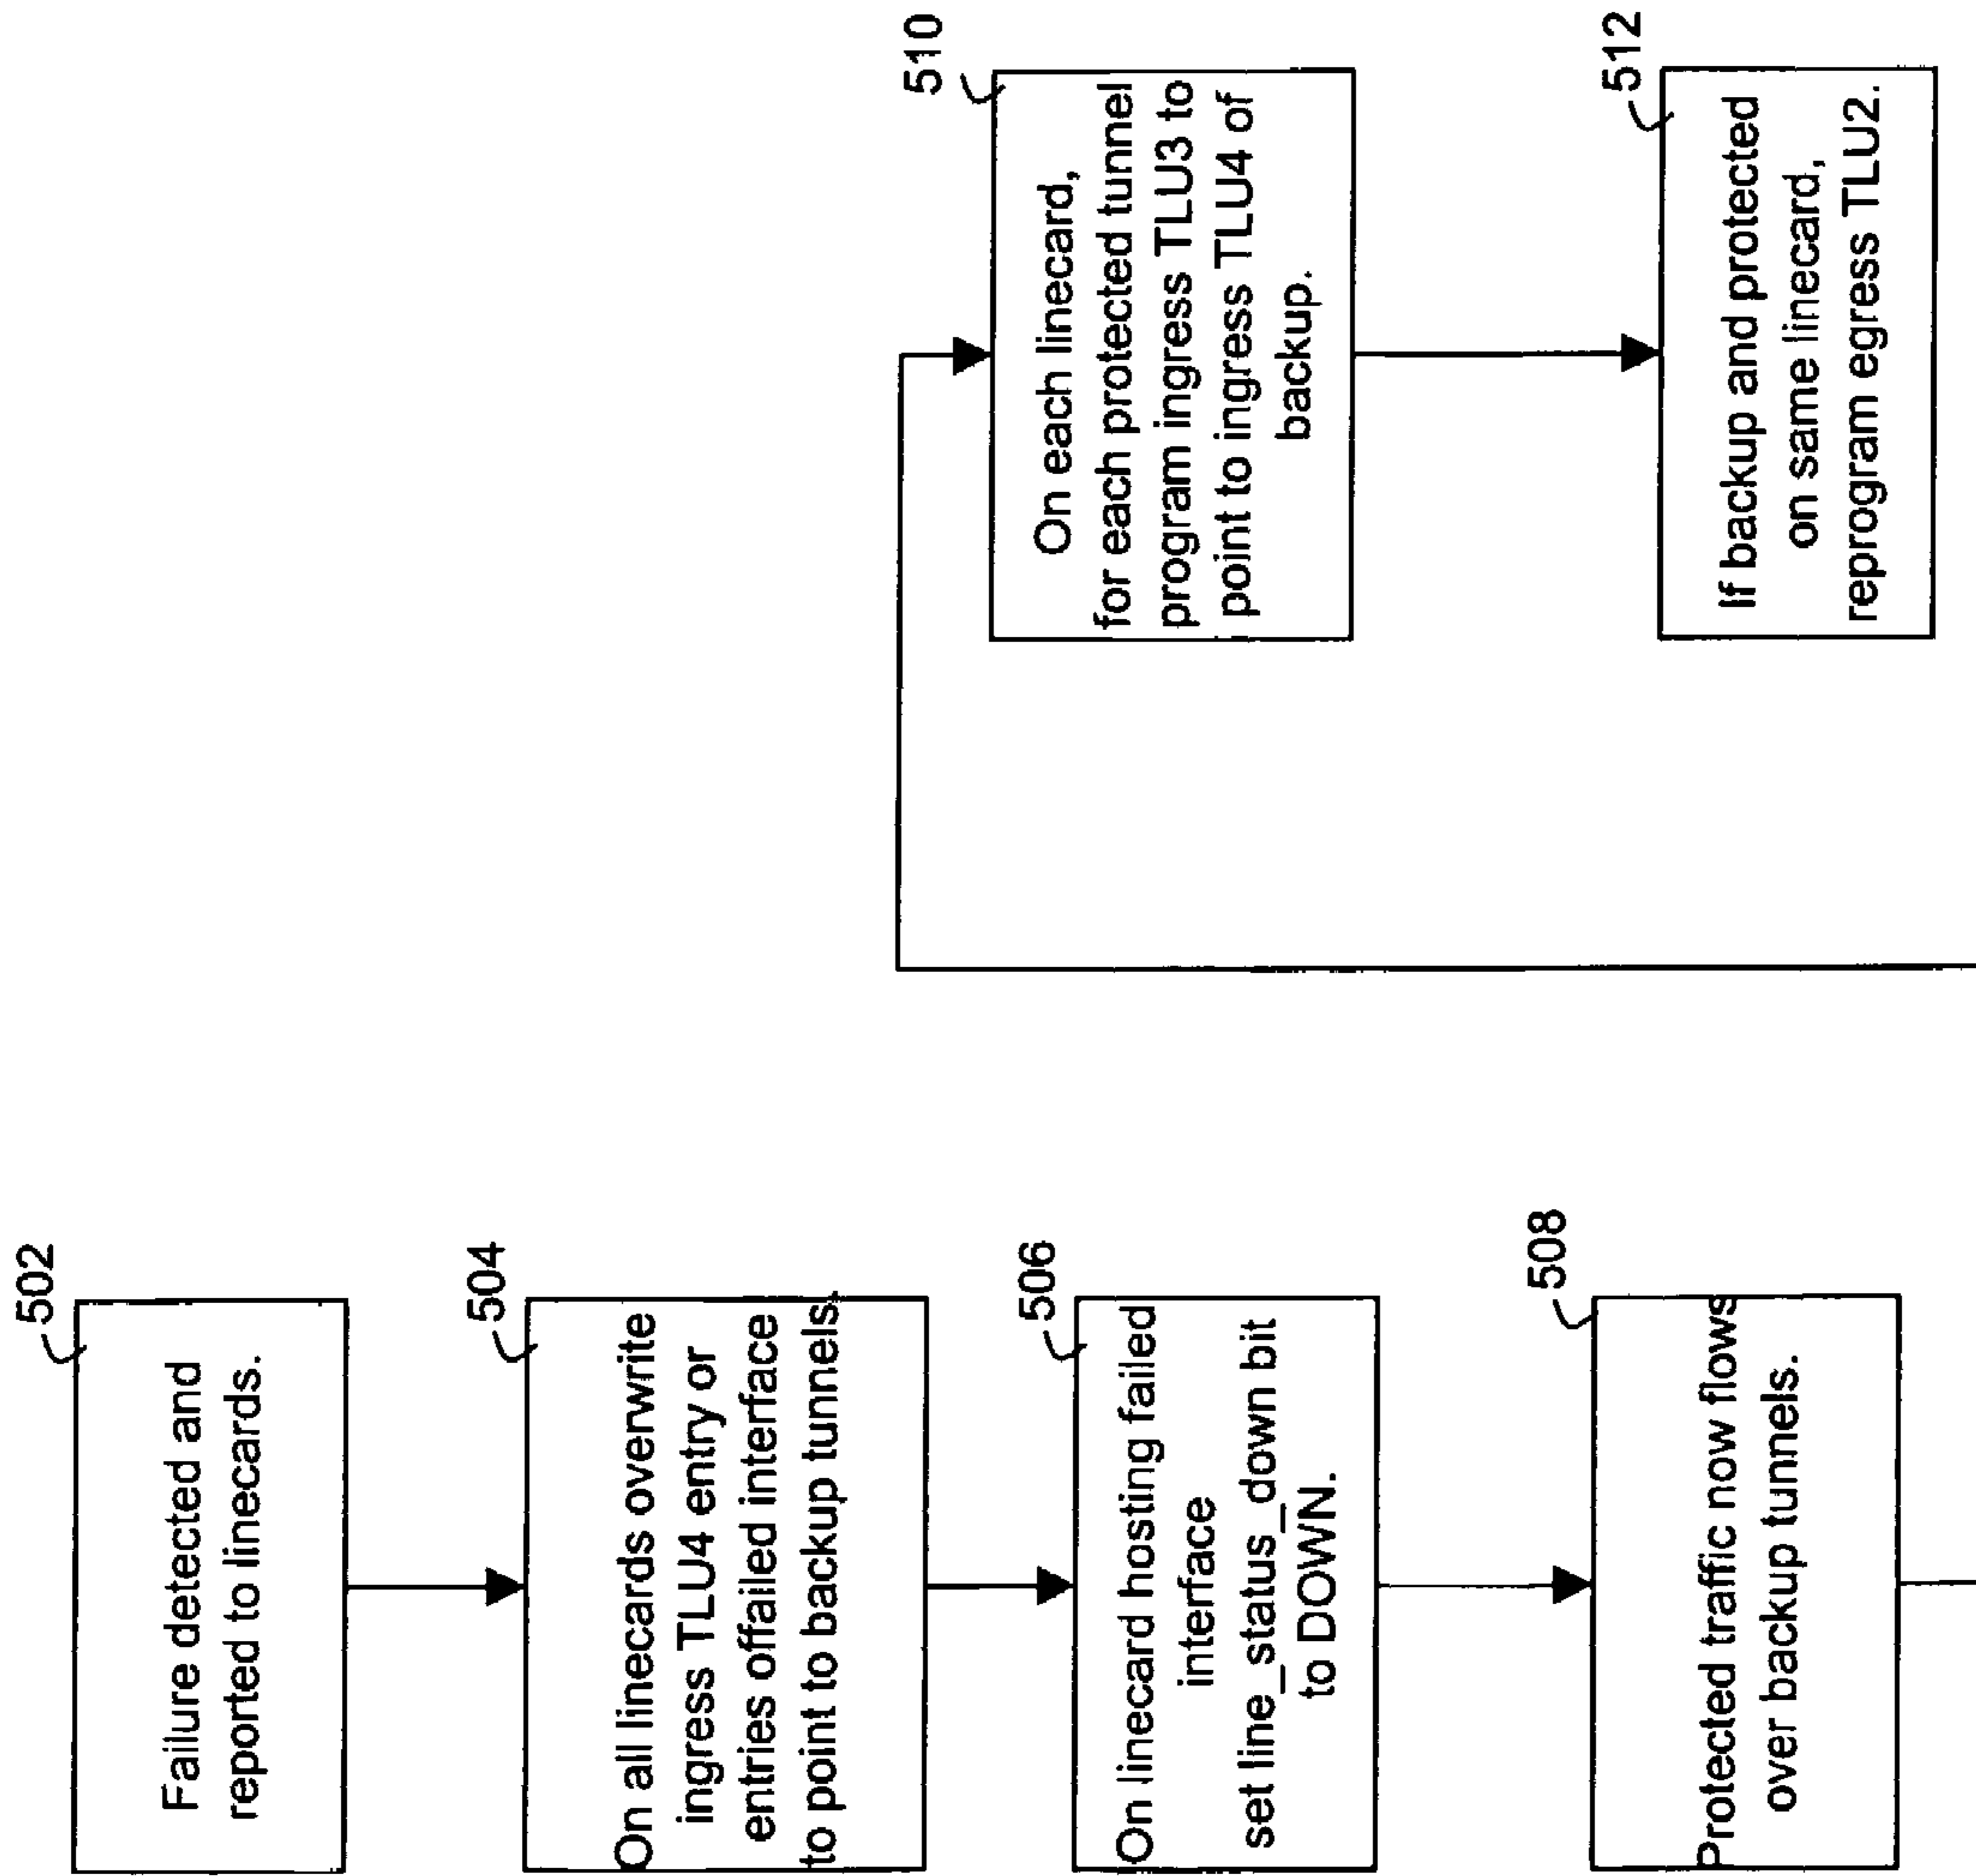 502
Failure detected and
reported to linecards.
504
On all linecards overwrite
ingress TLU4 entry or
entries offailed interface
to point to backup tunnels.
506
On linecard hosting failed
interface
set line_status_down bit
to DOWN.
508
Protected traffic now flows
over backup tunnels.
510
On each linecard,
for each protected tunnel
program ingress TLU3 to
point to ingress TLU4 of
backup.
512
If backup and protected
on same linecard,
reprogram egress TLU2.